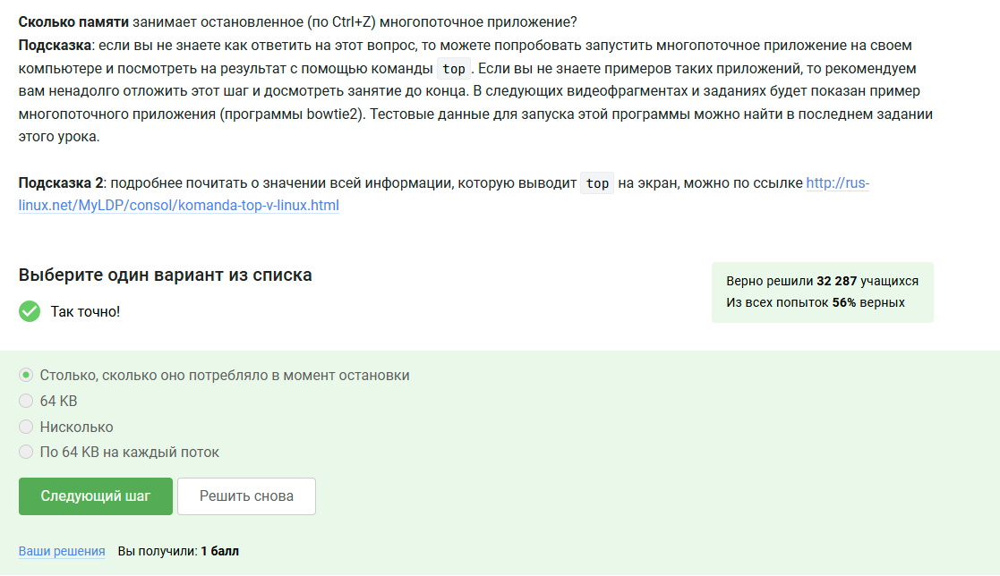 Сколько памяти занимает остановленное (по Ctrl+Z) многопоточное приложение?
Подсказка: если вы не знаете как ответить на этот вопрос, то можете попробовать запустить многопоточное приложение на своем
компьютере и посмотреть на результат с помощью команды top. Если вы не знаете примеров таких приложений, то рекомендуем
вам ненадолго отложить этот шаг и досмотреть занятие до конца. В следующих видеофрагментах и заданиях будет показан пример
многопоточного приложения (программы bowtie2). Тестовые данные для запуска этой программы можно найти в последнем задании
этого урока.
Подсказка 2: подробнее почитать о значении всей информации, которую выводит top на экран, можно по ссылке http://rus-
linux.net/MyLDP/consol/komanda-top-v-linux.html
Выберите один вариант из списка
Так точно!
Верно решили 32 287 учащихся
Из всех попыток 56% верных
Столько, сколько оно потребляло в момент остановки
64 KB
Нисколько
По 64 KB на каждый поток
Следующий шаг
Решить снова
Ваши решения Вы получили: 1 балл